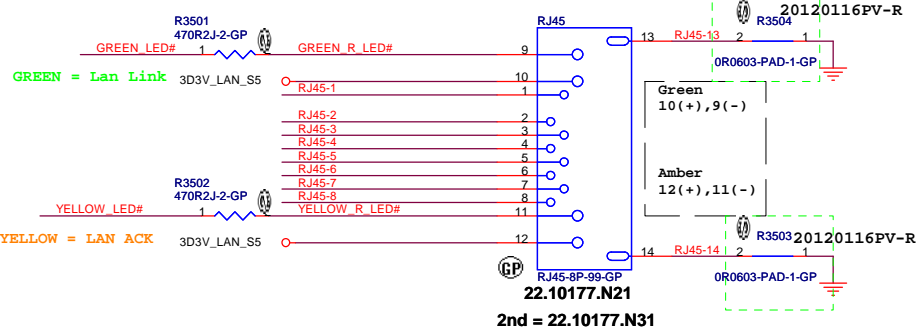 R3501
470R2J-2-GP
GREEN_LED#
1
GREEN_R_LED#
GREEN = Lan Link
3D3V_LAN_S5
RJ45
9
10
1
RJ45-1
2
RJ45-2
3
RJ45-3
4
RJ45-4
5
RJ45-5
6
RJ45-6
7
RJ45-7
8
RJ45-8
R3502
470R2J-2-GP
YELLOW_LED#
1
YELLOW_R_LED#
11
YELLOW = LAN ACK
3D3V_LAN_S5
12
GP
RJ45-8P-99-GP
22.10177.N21
2nd = 22.10177.N31
20120116PV-R
R3504
13
RJ45-13
2
1
0R0603-PAD-1-GP
Green
10(+),9(-)
Amber
12(+),11(-)
R3503
20120116PV-R
14
RJ45-14
2
1
0R0603-PAD-1-GP